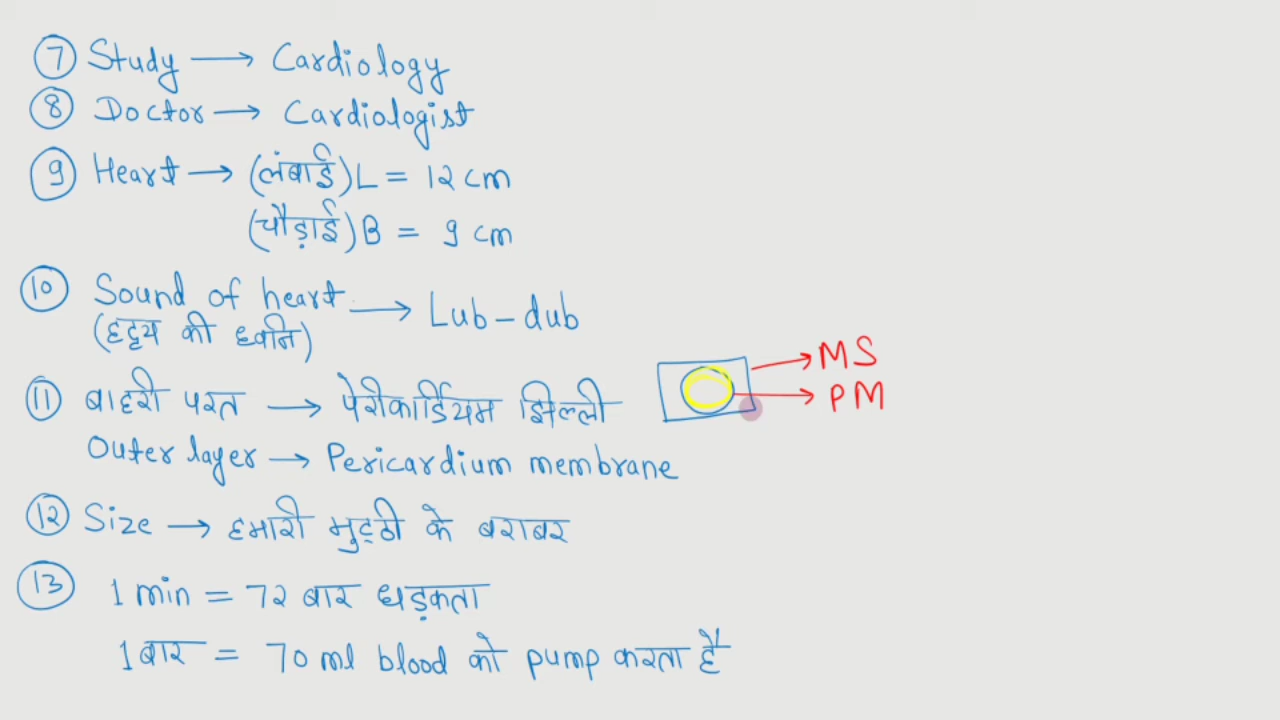 ⑦ Study → Cardiology
⑧ Doctor → Cardiologist
⑨ Heart → (लंबाई) L = 12 cm
(चौड़ाई) B = 9 cm
⑩ Sound of heart → Lub - dub
(हृदय की ध्वनि)
MS
PM
⑪ बाहरी परत → पेरीकार्डियम झिल्ली
Outer layer → Pericardium membrane
⑫ Size → हमारी मुट्ठी के बराबर
⑬ 1 min = 72 बार धड़कता
1 बार = 70 ml blood को pump करता है